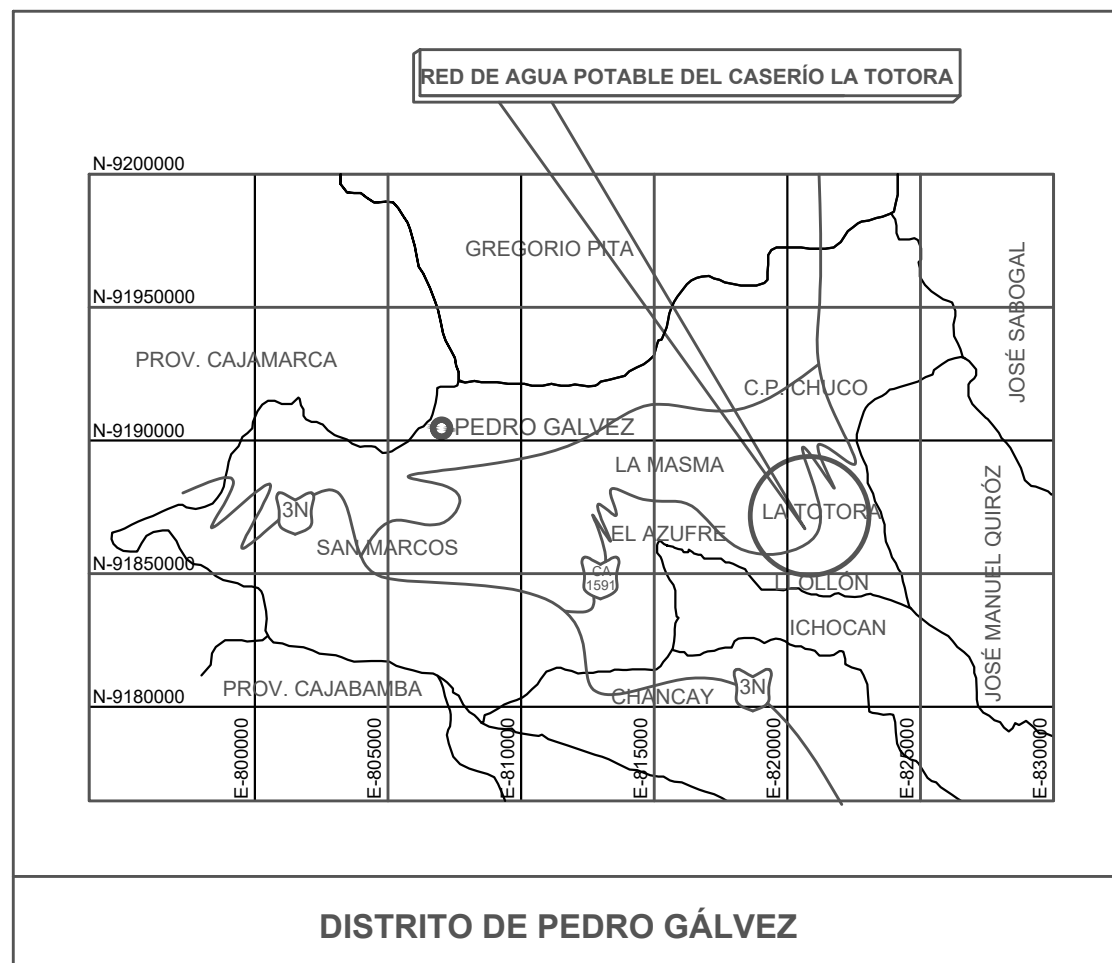 RED DE AGUA POTABLE DEL CASERÍO LA TOTORA
N-9200000
GREGORIO PITA
JOSÉ SABOGAL
N-91950000
PROV. CAJAMARCA
C.P. CHUCO
PEDRO GALVEZ
N-9190000
LA MASMA
3N
LA TOTORA
EL AZUFRE
SAN MARCOS
JOSÉ MANUEL QUIRÓZ
N-91850000
CA
1591
LLOLLÓN
ICHOCAN
PROV. CAJABAMBA
CHANCAY
3N
N-9180000
E-800000
E-805000
E-810000
E-815000
E-820000
E-825000
E-830000
DISTRITO DE PEDRO GÁLVEZ